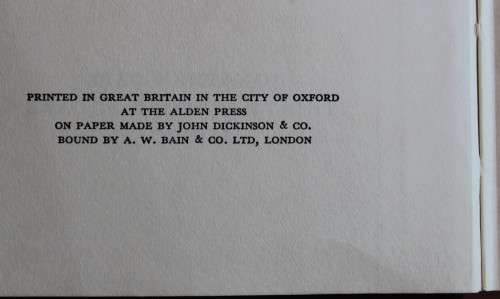 PRINTED IN GREAT BRITAIN IN THE CITY OF OXFORD
AT THE ALDEN PRESS
ON PAPER MADE BY JOHN DICKINSON & CO.
BOUND BY A. W. BAIN & CO. LTD, LONDON